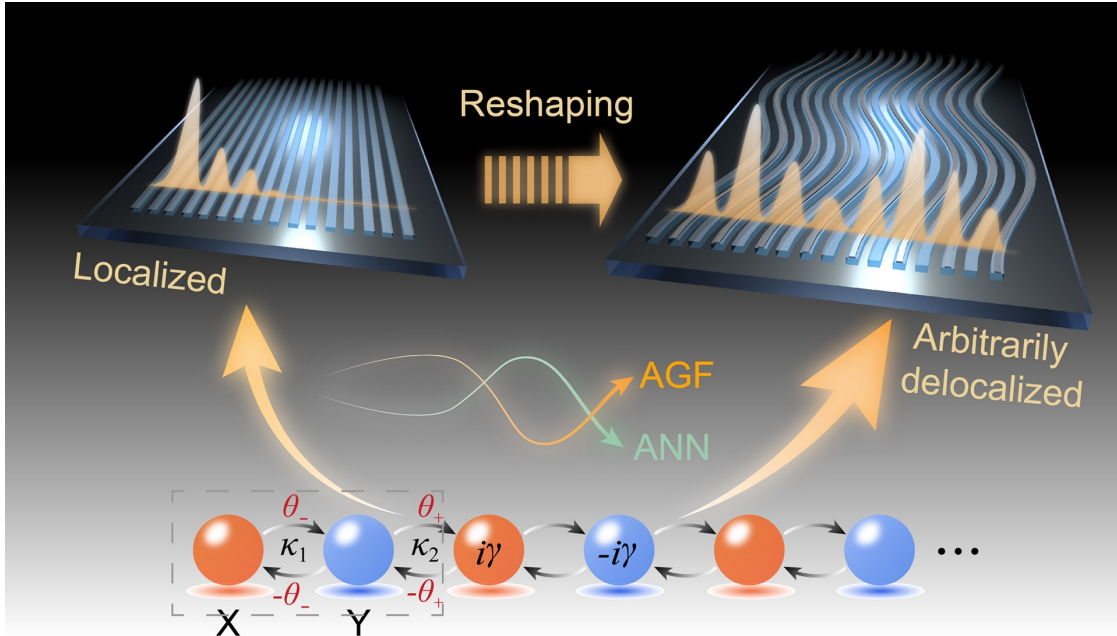 Reshaping
Localized
Arbitrarily
delocalized
AGF
ANN
θ₋ θ₊
κ₁ κ₂ iγ -iγ ...
-θ₋ -θ₊
X Y